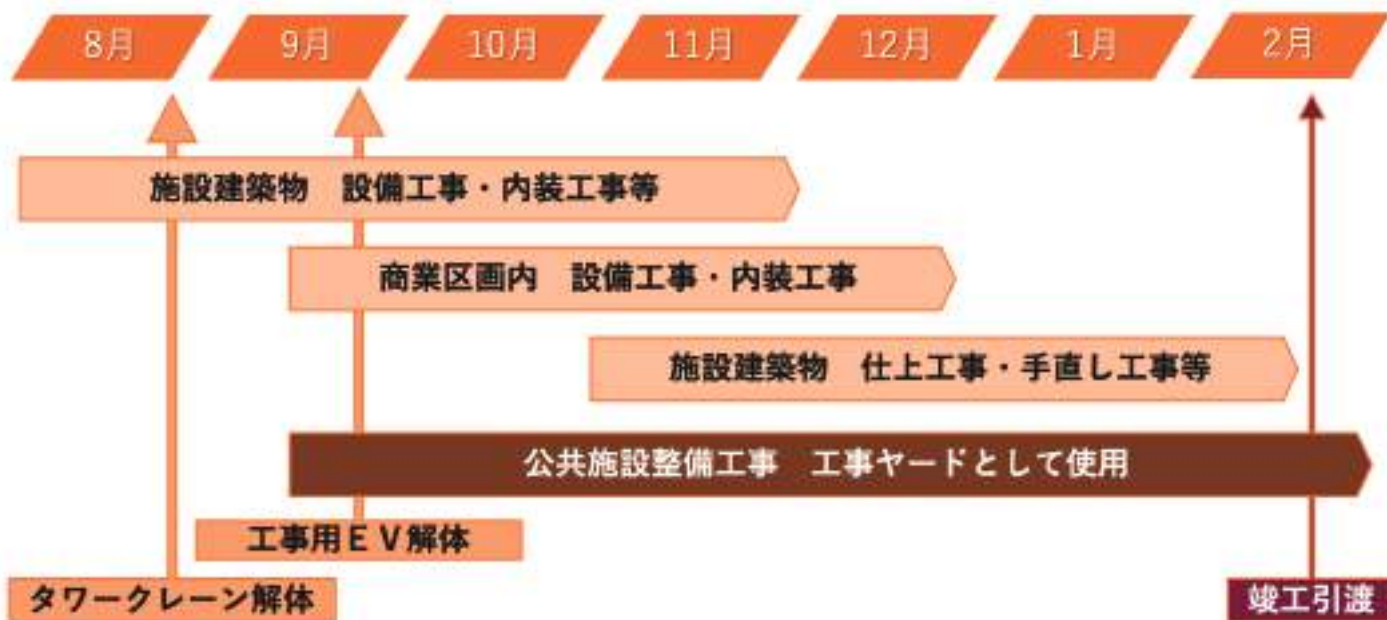 8月 9月 10月 11月 12月 1月 2月
施設建築物 設備工事・内装工事等
商業区画内 設備工事・内装工事
施設建築物 仕上工事・手直し工事等
公共施設整備工事 工事ヤードとして使用
工事用EV解体
タワークレーン解体
竣工引渡